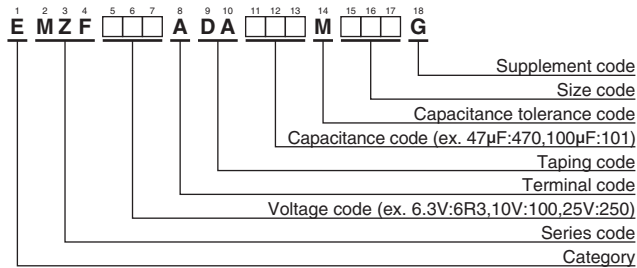 1 2 3 4 5 6 7 8 9 10 11 12 13 14 15 16 17 18
E M Z F A D A M G
Supplement code
Size code
Capacitance tolerance code
Capacitance code (ex. 47µF:470,100µF:101)
Taping code
Terminal code
Voltage code (ex. 6.3V:6R3,10V:100,25V:250)
Series code
Category